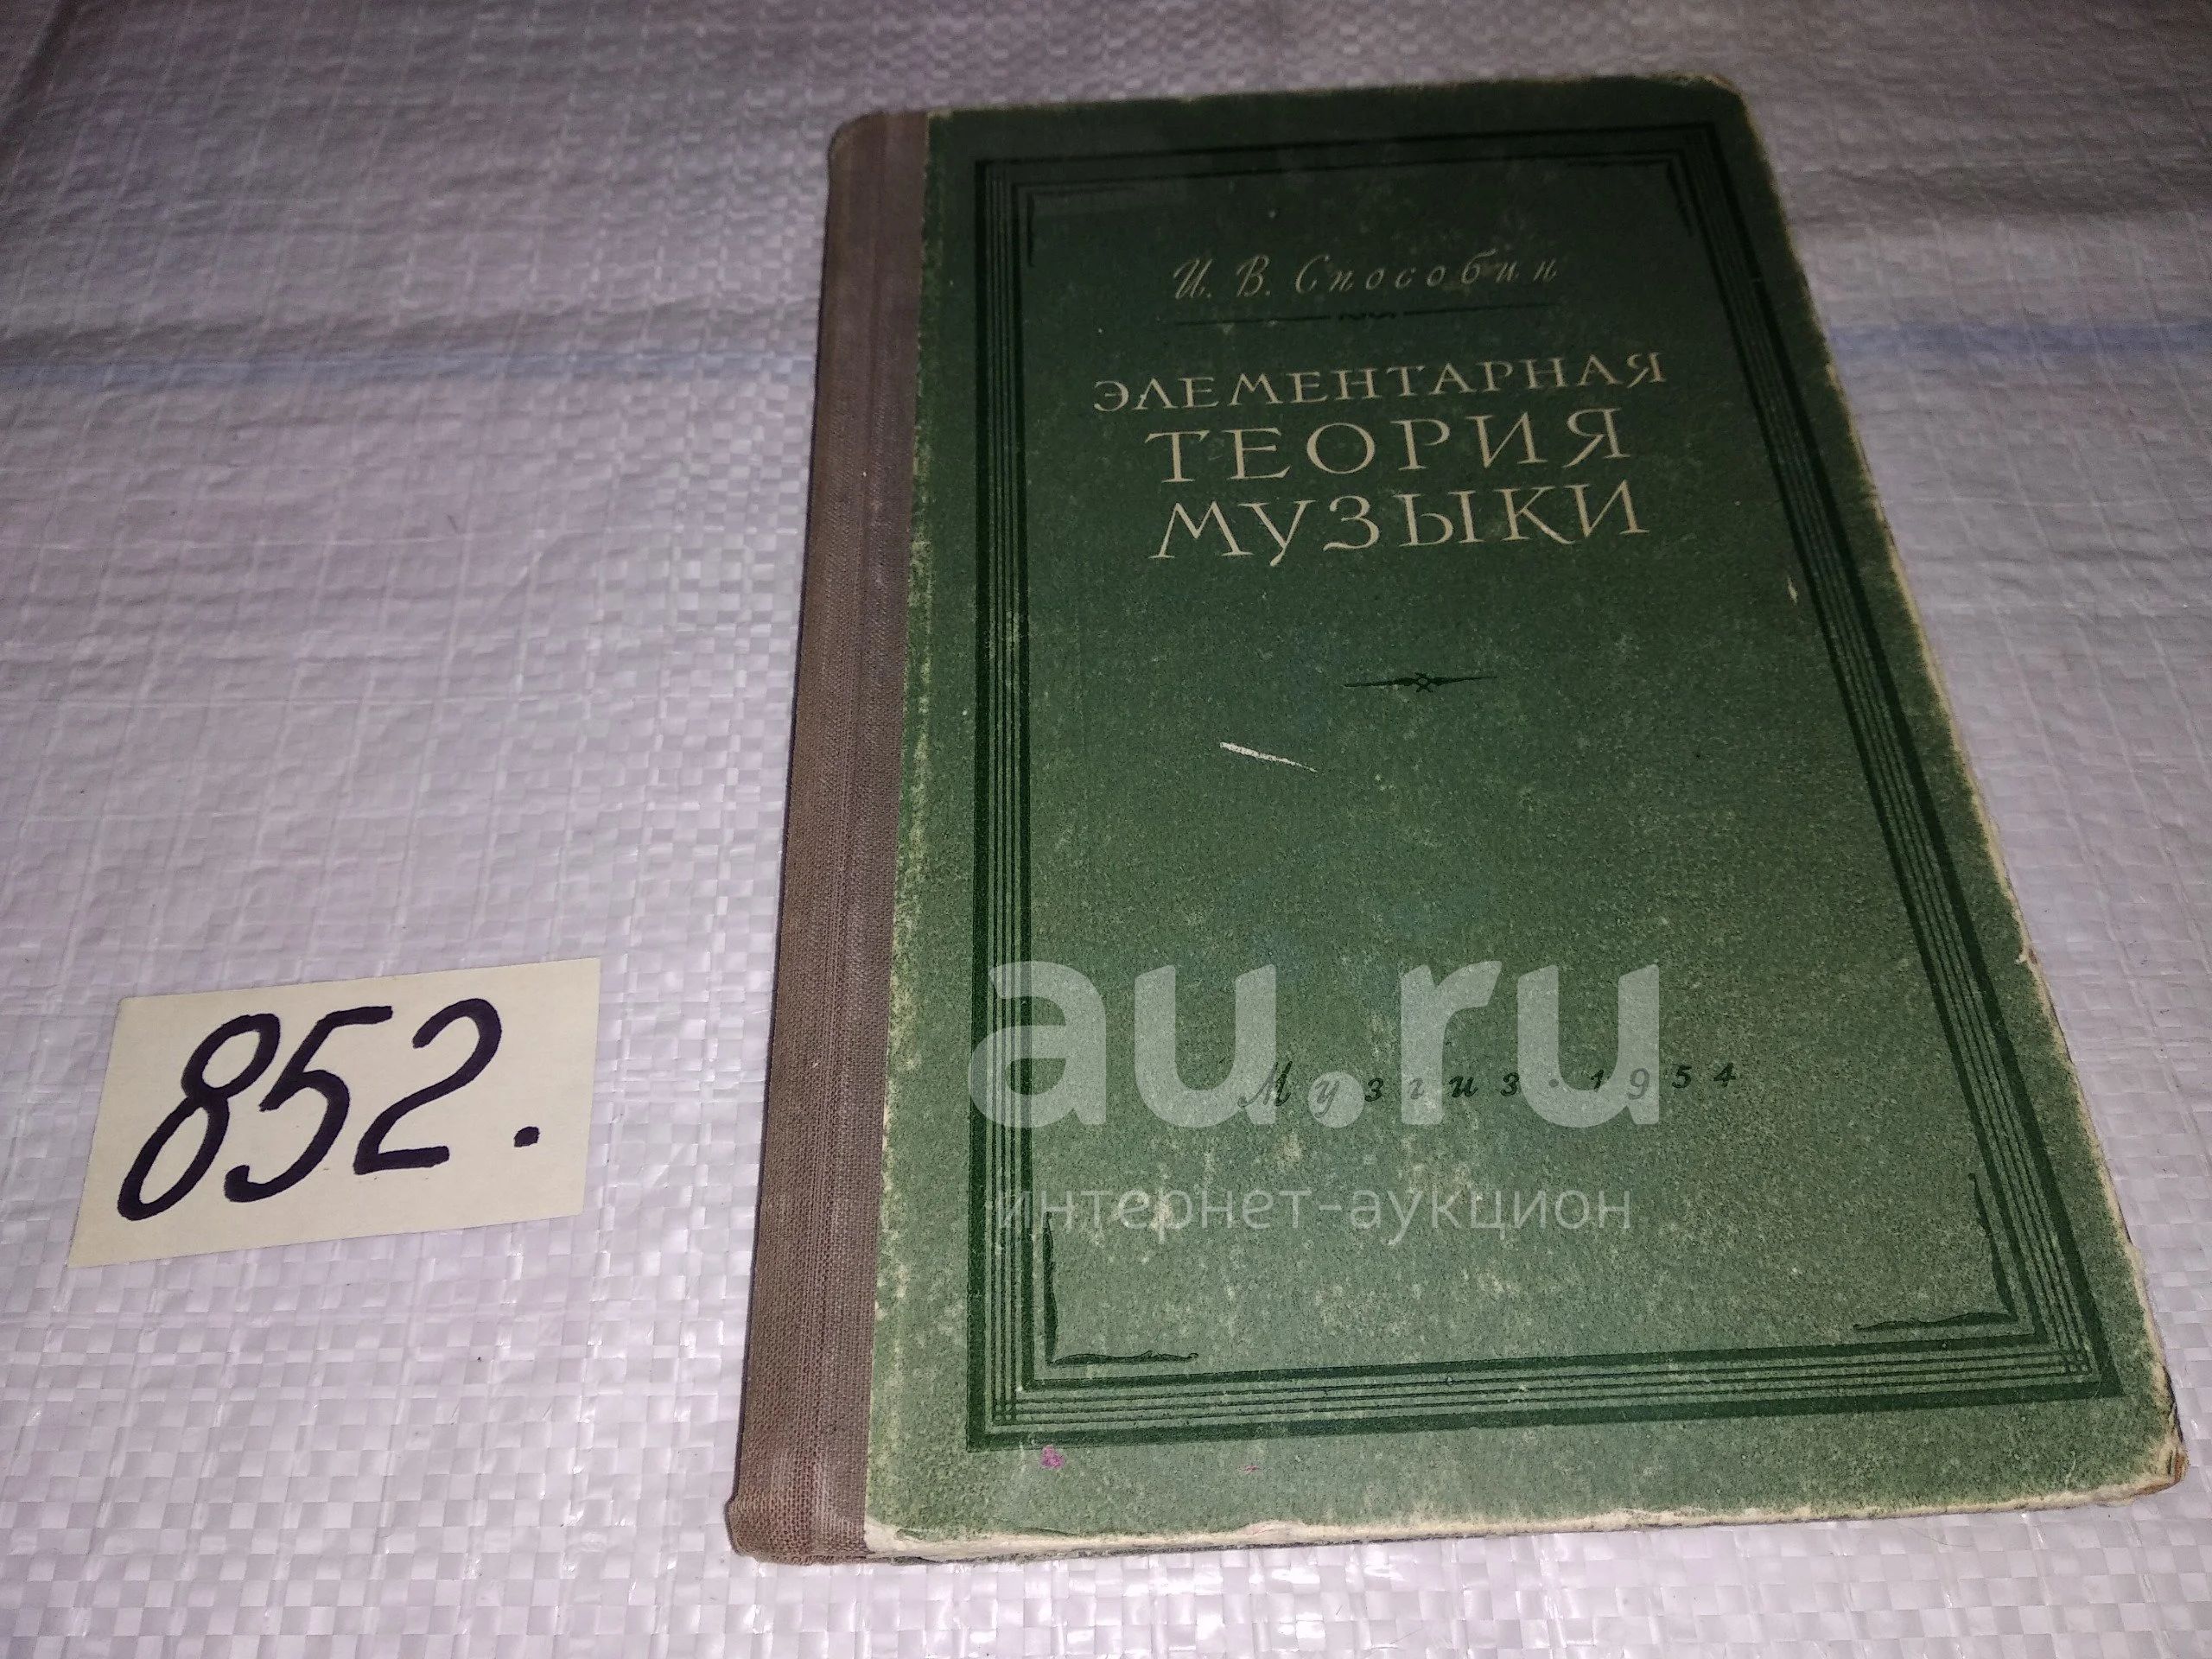 И. В. Способин
ЭЛЕМЕНТАРНАЯ
ТЕОРИЯ
МУЗЫКИ
au.ru
Музгиз · 1954
интернет-аукцион
852.